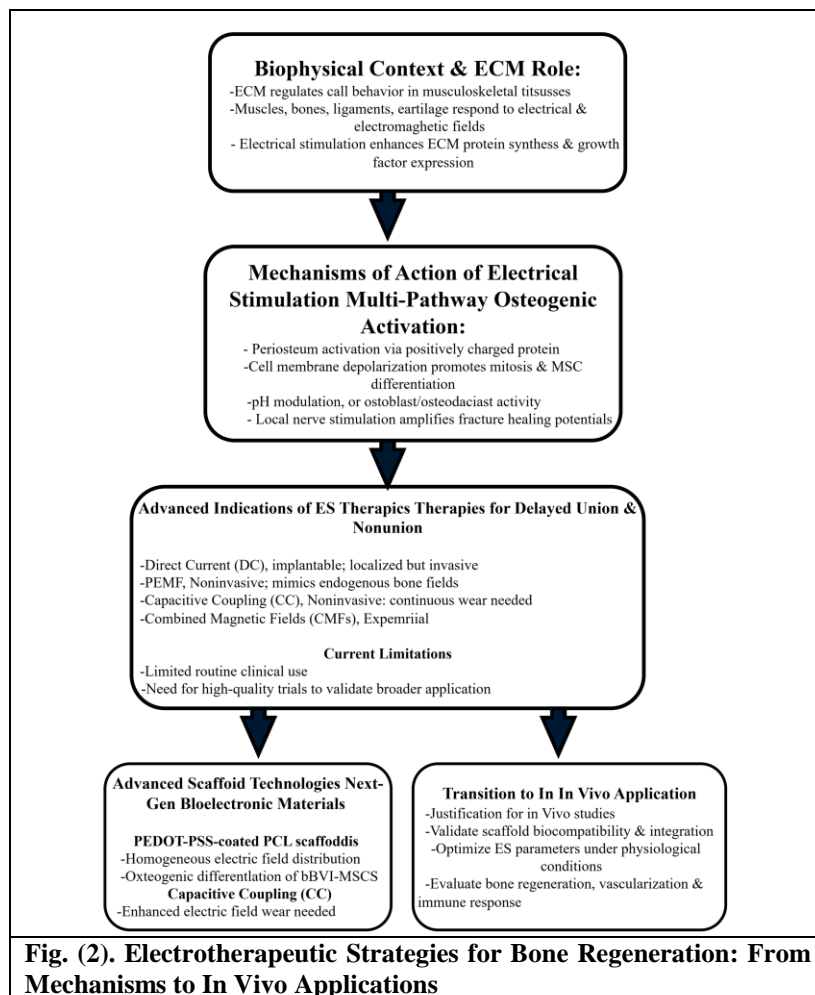 Biophysical Context & ECM Role:
-ECM regulates call behavior in musculoskeletal titsusses
-Muscles, bones, ligaments, eartilage respond to electrical &
electromaghetic fields
- Electrical stimulation enhances ECM protein synthese & growth
factor expression
Mechanisms of Action of Electrical
Stimulation Multi-Pathway Osteogenic
Activation:
- Periosteum activation via positively charged protein
-Cell membrane depolarization promotes mitosis & MSC
differentiation
-pH modulation, or ostoblast/osteodaciast activity
- Local nerve stimulation amplifies fracture healing potentials
Advanced Indications of ES Therapics Therapies for Delayed Union &
Nonunion
-Direct Current (DC), implantable; localized but invasive
-PEMF, Noninvasive; mimics endogenous bone fields
-Capacitive Coupling (CC), Noninvasive: continuous wear needed
-Combined Magnetic Fields (CMFs), Expemriial
Current Limitations
-Limited routine clinical use
-Need for high-quality trials to validate broader application
Advanced Scaffoid Technologies Next-
Gen Bioelectronic Materials
PEDOT-PSS-coated PCL scaffoddis
-Homogeneous electric field distribution
-Oxteogenic differentlation of bBVI-MSCS
Capacitive Coupling (CC)
-Enhanced electric field wear needed
Transition to In In Vivo Application
-Justification for in Vivo studies
-Validate scaffold biocompatibility & integration
-Optimize ES parameters under physiological
conditions
-Evaluate bone regeneration, vascularization &
immune response
Fig. (2). Electrotherapeutic Strategies for Bone Regeneration: From
Mechanisms to In Vivo Applications